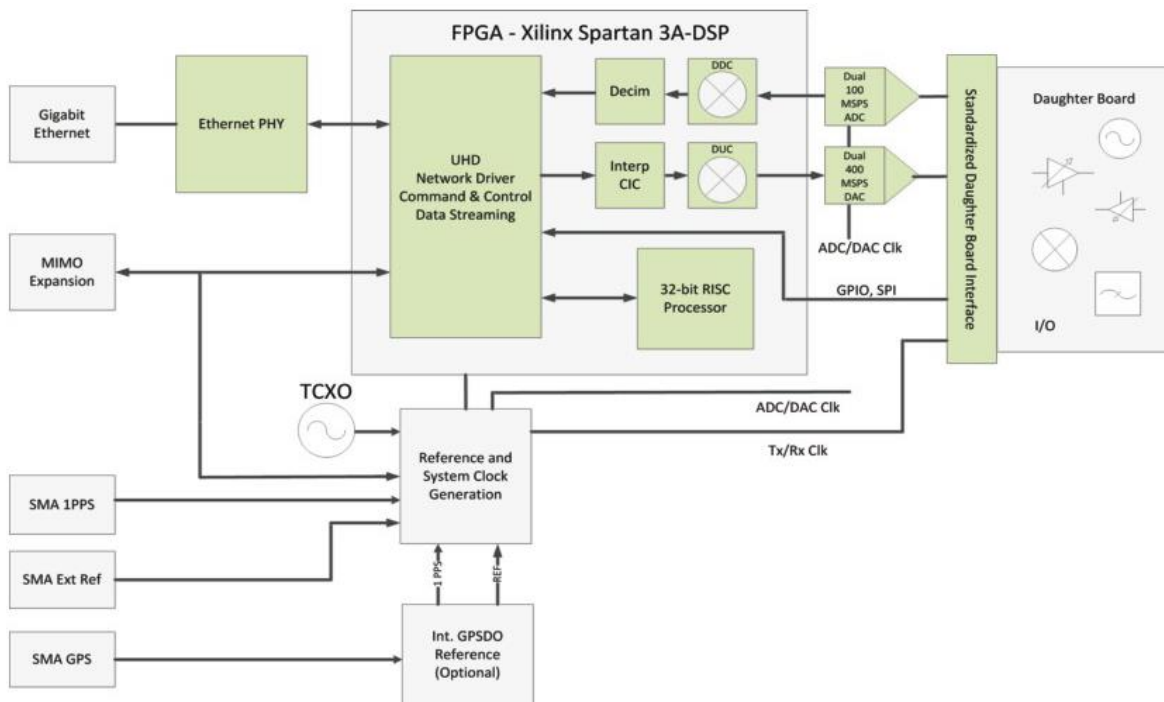 FPGA - Xilinx Spartan 3A-DSP
Gigabit
Ethernet
Ethernet PHY
UHD
Network Driver
Command & Control
Data Streaming
Decim
DDC
Dual
100
MSPS
ADC
Interp
CIC
DUC
Dual
400
MSPS
DAC
ADC/DAC Clk
Standardized Daughter Board Interface
Daughter Board
I/O
MIMO
Expansion
32-bit RISC
Processor
GPIO, SPI
TCXO
ADC/DAC Clk
Tx/Rx Clk
Reference and
System Clock
Generation
SMA 1PPS
SMA Ext Ref
1 PPS
REF
SMA GPS
Int. GPSDO
Reference
(Optional)